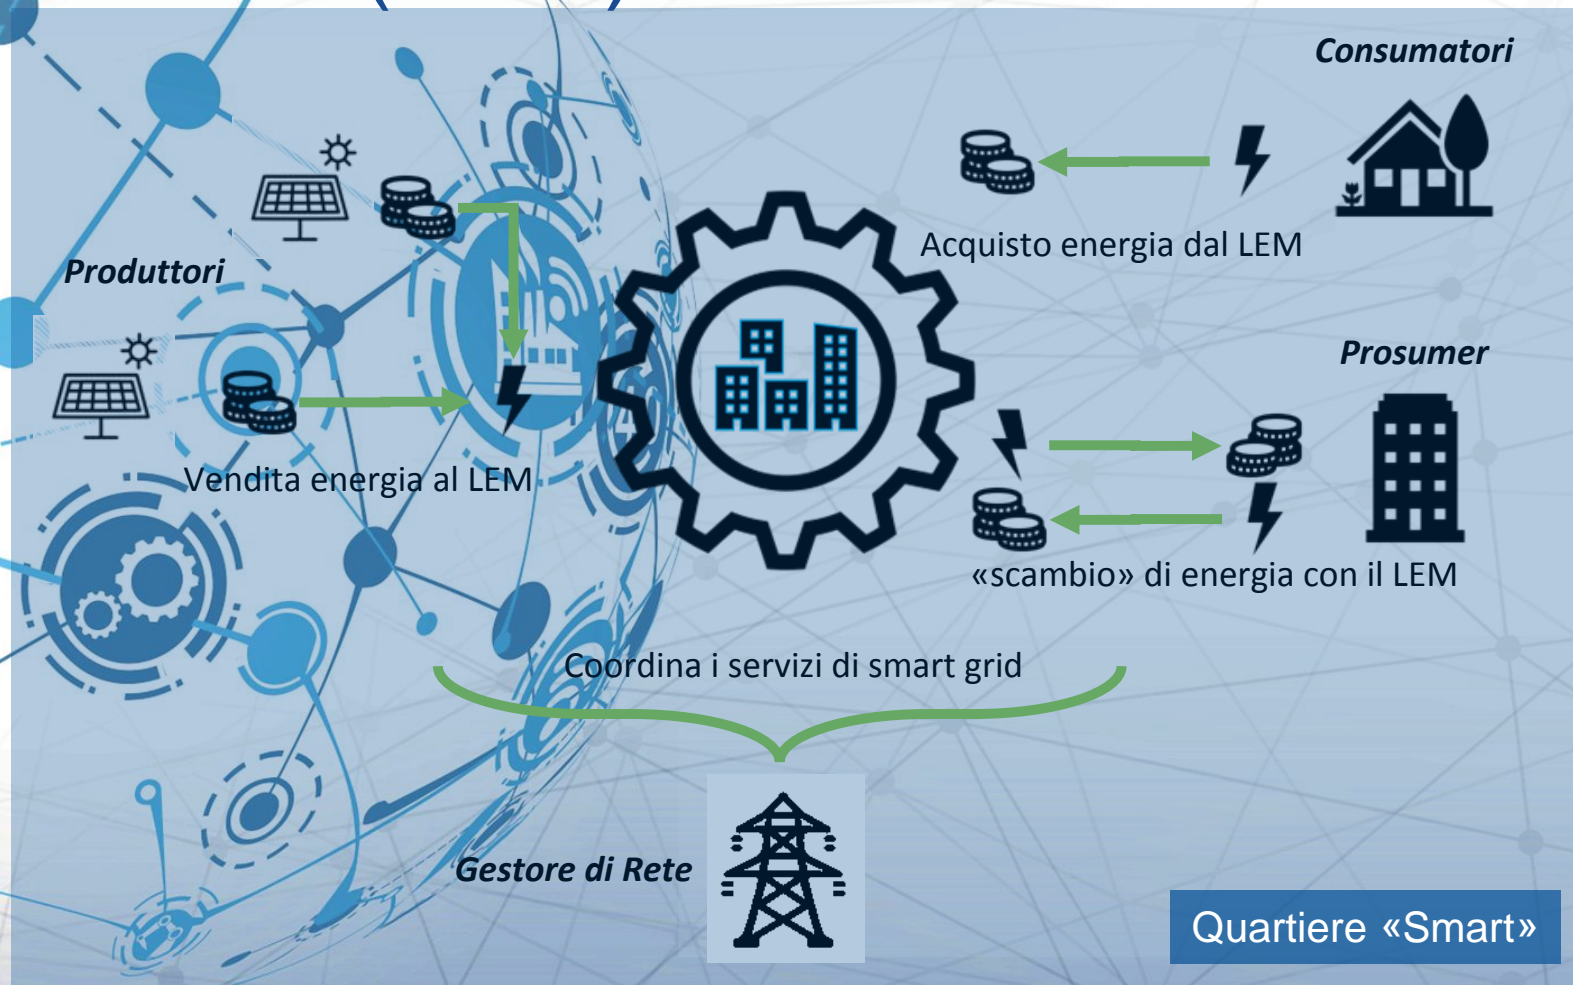 Consumatori
Acquisto energia dal LEM
Produttori
Prosumer
Vendita energia al LEM
«scambio» di energia con il LEM
Coordina i servizi di smart grid
Gestore di Rete
Quartiere «Smart»